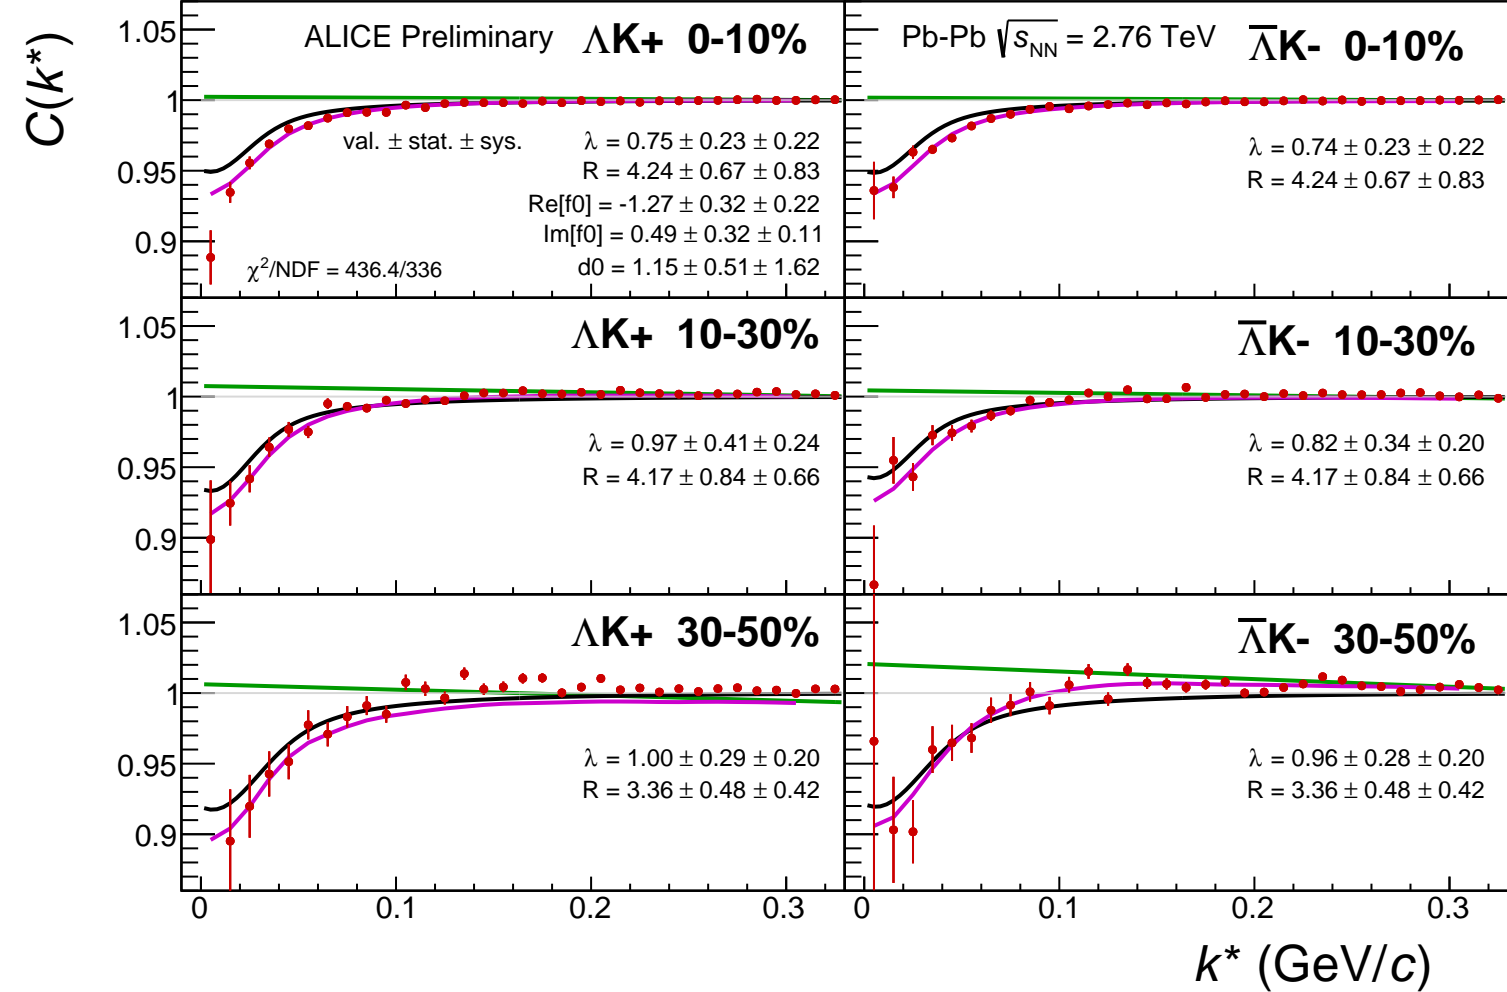 C(k*)
ALICE Preliminary ΛK+ 0-10%
1.05
1
0.95
0.9
val. ± stat. ± sys.
λ = 0.75 ± 0.23 ± 0.22
R = 4.24 ± 0.67 ± 0.83
Re[f0] = -1.27 ± 0.32 ± 0.22
Im[f0] = 0.49 ± 0.32 ± 0.11
d0 = 1.15 ± 0.51 ± 1.62
χ²/NDF = 436.4/336
Pb-Pb √sNN = 2.76 TeV Λ̅K- 0-10%
λ = 0.74 ± 0.23 ± 0.22
R = 4.24 ± 0.67 ± 0.83
ΛK+ 10-30%
1.05
1
0.95
0.9
λ = 0.97 ± 0.41 ± 0.24
R = 4.17 ± 0.84 ± 0.66
Λ̅K- 10-30%
λ = 0.82 ± 0.34 ± 0.20
R = 4.17 ± 0.84 ± 0.66
ΛK+ 30-50%
1.05
1
0.95
0.9
λ = 1.00 ± 0.29 ± 0.20
R = 3.36 ± 0.48 ± 0.42
Λ̅K- 30-50%
λ = 0.96 ± 0.28 ± 0.20
R = 3.36 ± 0.48 ± 0.42
0 0.1 0.2 0.3
0 0.1 0.2 0.3
k* (GeV/c)